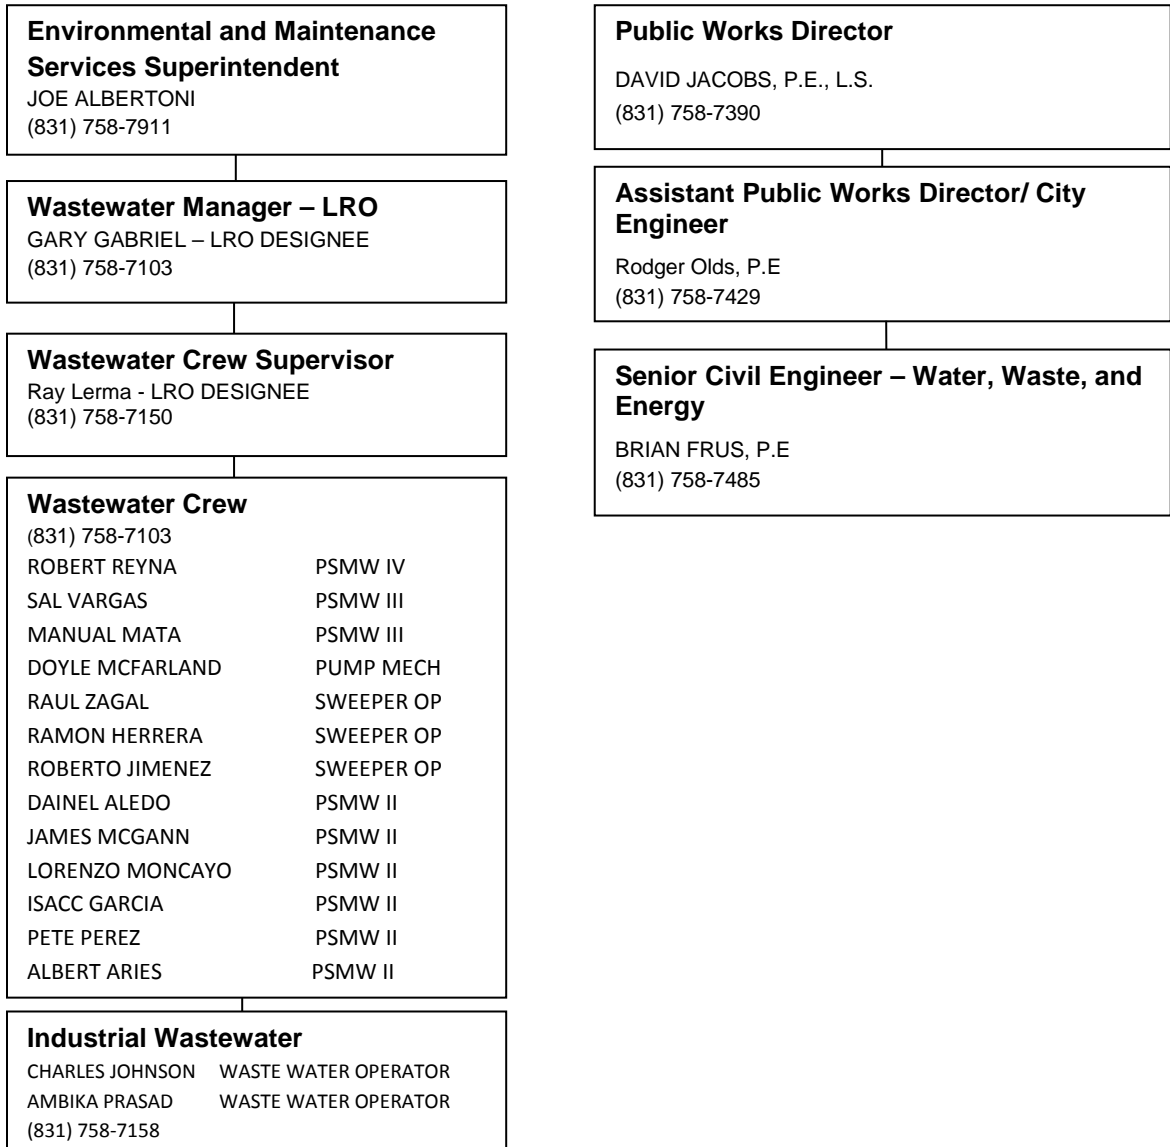 Environmental and Maintenance
Services Superintendent
JOE ALBERTONI
(831) 758-7911
Wastewater Manager – LRO
GARY GABRIEL – LRO DESIGNEE
(831) 758-7103
Wastewater Crew Supervisor
Ray Lerma - LRO DESIGNEE
(831) 758-7150
Wastewater Crew
(831) 758-7103
ROBERT REYNA PSMW IV
SAL VARGAS PSMW III
MANUAL MATA PSMW III
DOYLE MCFARLAND PUMP MECH
RAUL ZAGAL SWEEPER OP
RAMON HERRERA SWEEPER OP
ROBERTO JIMENEZ SWEEPER OP
DAINEL ALEDO PSMW II
JAMES MCGANN PSMW II
LORENZO MONCAYO PSMW II
ISACC GARCIA PSMW II
PETE PEREZ PSMW II
ALBERT ARIES PSMW II
Industrial Wastewater
CHARLES JOHNSON WASTE WATER OPERATOR
AMBIKA PRASAD WASTE WATER OPERATOR
(831) 758-7158
Public Works Director
DAVID JACOBS, P.E., L.S.
(831) 758-7390
Assistant Public Works Director/ City
Engineer
Rodger Olds, P.E
(831) 758-7429
Senior Civil Engineer – Water, Waste, and
Energy
BRIAN FRUS, P.E
(831) 758-7485